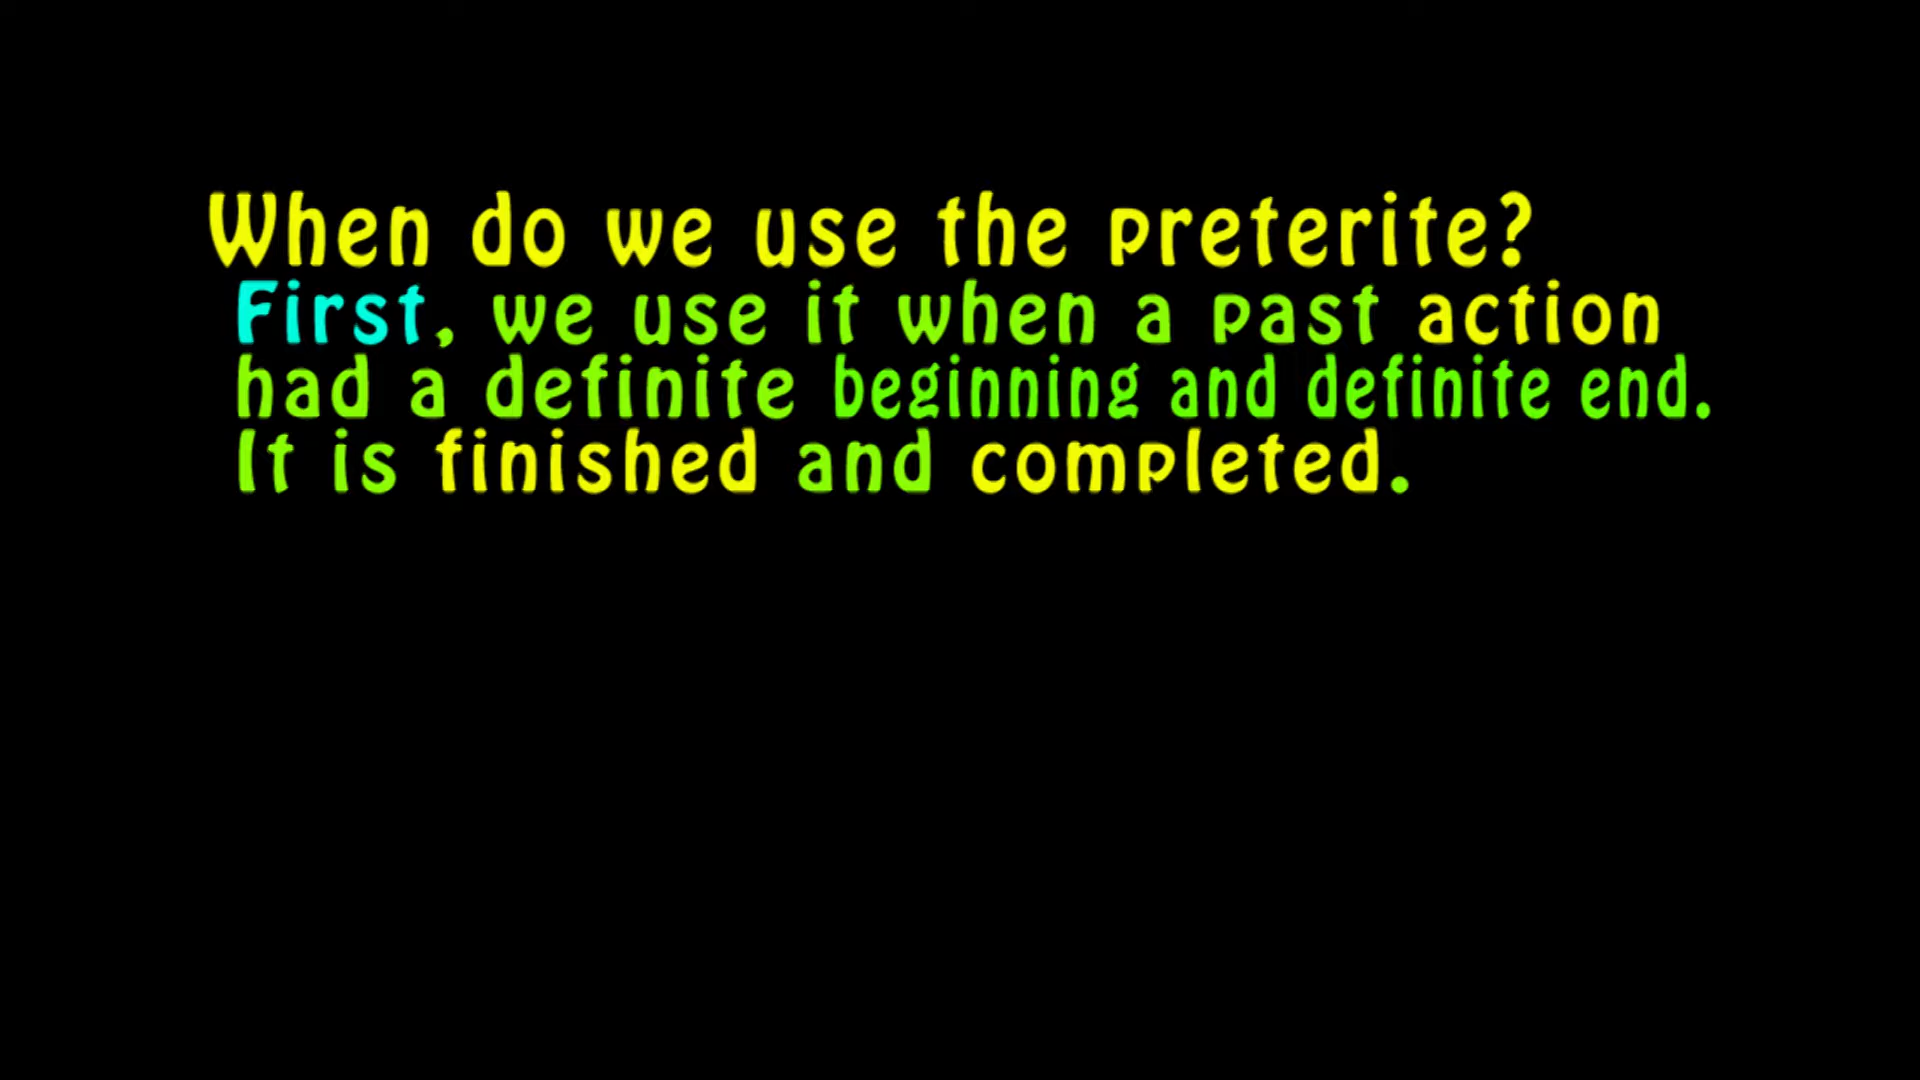 When do we use the preterite?
First, we use it when a past action
had a definite beginning and definite end.
It is finished and completed.